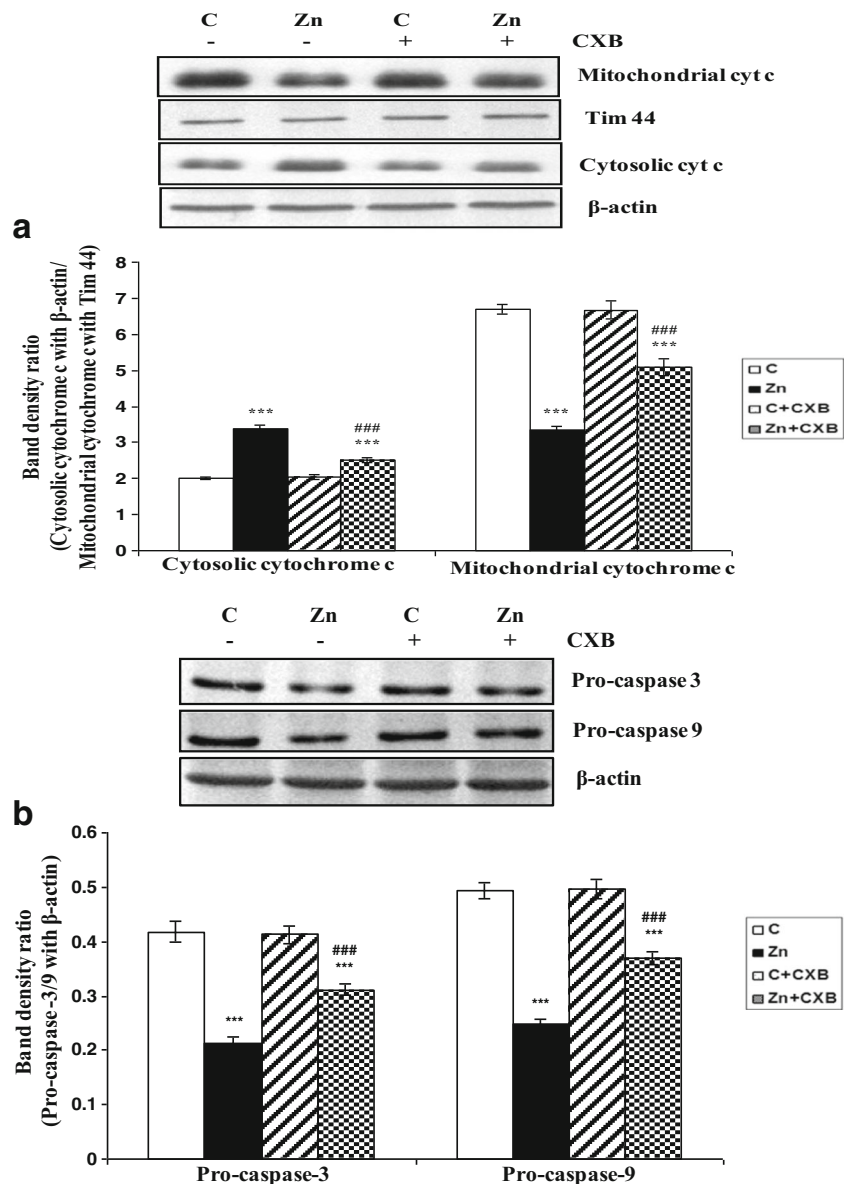 C Zn C Zn
- - + + CXB
Mitochondrial cyt c
Tim 44
Cytosolic cyt c
β-actin
a
Band density ratio
(Cytosolic cytochrome c with β-actin/
Mitochondrial cytochrome c with Tim 44)
8
7
6
5
4
3
2
1
0
***
###
***
***
###
***
Cytosolic cytochrome c Mitochondrial cytochrome c
C
Zn
C+CXB
Zn+CXB
C Zn C Zn
- - + + CXB
Pro-caspase 3
Pro-caspase 9
β-actin
b
Band density ratio
(Pro-caspase -3/9 with β-actin)
0.6
0.5
0.4
0.3
0.2
0.1
0
***
###
***
***
###
***
Pro-caspase-3 Pro-caspase-9
C
Zn
C+CXB
Zn+CXB